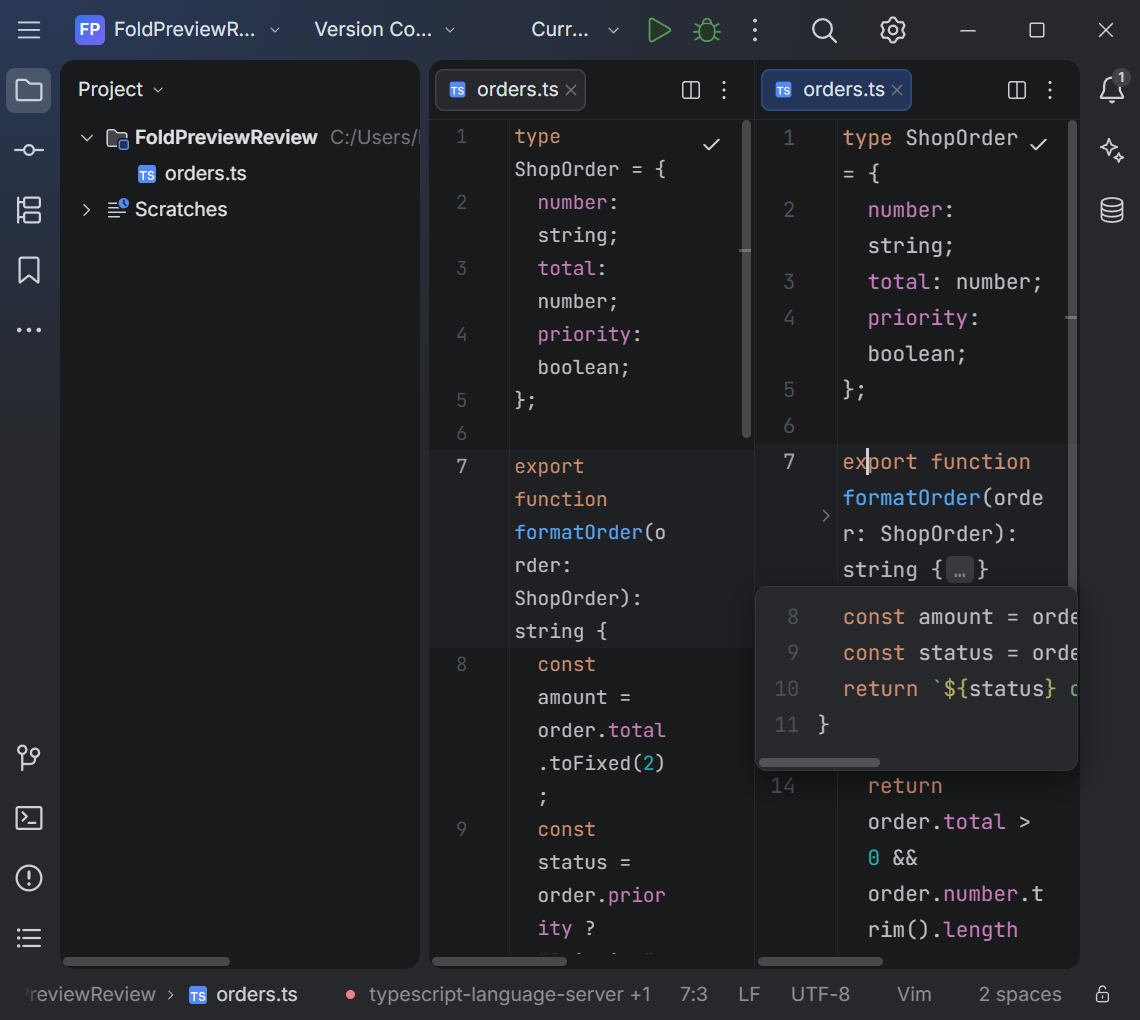 FP FoldPreviewR... Version Co... Curr...
Project
FoldPreviewReview C:/Users/
TS orders.ts
Scratches
TS orders.ts
1 type
ShopOrder = {
2 number:
string;
3 total:
number;
4 priority:
boolean;
5 };
6
7 export
function
formatOrder(o
rder:
ShopOrder):
string {
8 const
amount =
order.total
.toFixed(2)
;
9 const
status =
order.prior
ity ?
TS orders.ts
1 type ShopOrder
= {
2 number:
string;
3 total: number;
4 priority:
boolean;
5 };
6
7 export function
formatOrder(orde
r: ShopOrder):
string {…}
8 const amount = orde
9 const status = orde
10 return `${status} o
11 }
14 return
order.total >
0 &&
order.number.t
rim().length
1
reviewReview › TS orders.ts typescript-language-server +1 7:3 LF UTF-8 Vim 2 spaces